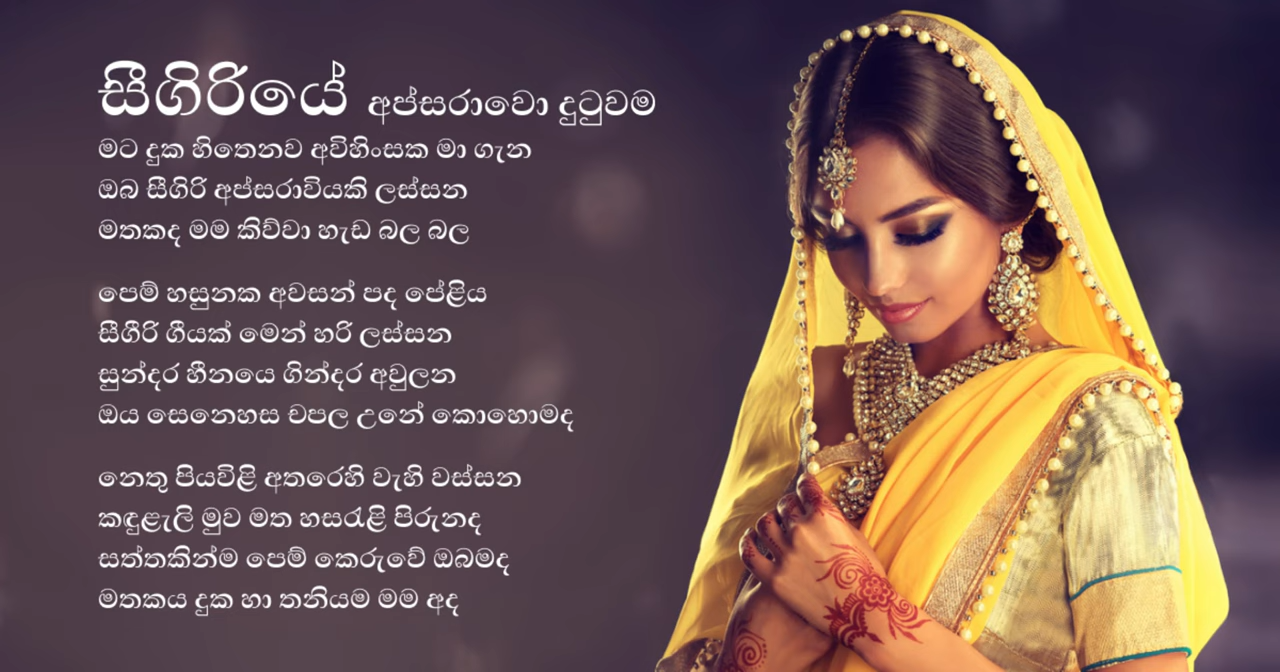 සීගිරියේ අප්සරාවො දුටුවම
මට දුක හිතෙනව අවිහිංසක මා ගැන
ඔබ සීගිරි අප්සරාවියකි ලස්සන
මතකද මම කිව්වා හැඩ බල බල
පෙම් හසුනක අවසන් පද පේළිය
සීගීරි ගීයක් මෙන් හරි ලස්සන
සුන්දර හීනයෙ ගින්දර අවුලන
ඔය සෙනෙහස චපල උනේ කොහොමද
නෙතු පියවිළි අතරෙහි වැහි වස්සන
කඳුළැලි මුව මත හසරැළි පිරුනද
සත්තකින්ම පෙම් කෙරුවේ ඔබමද
මතකය දුක හා තනියම මම අද